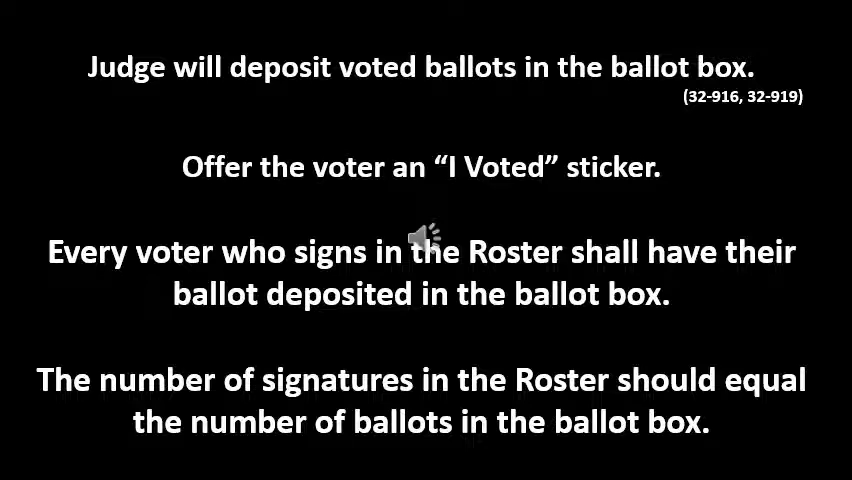 Judge will deposit voted ballots in the ballot box.
(32-916, 32-919)
Offer the voter an “I Voted” sticker.
Every voter who signs in the Roster shall have their
ballot deposited in the ballot box.
The number of signatures in the Roster should equal
the number of ballots in the ballot box.